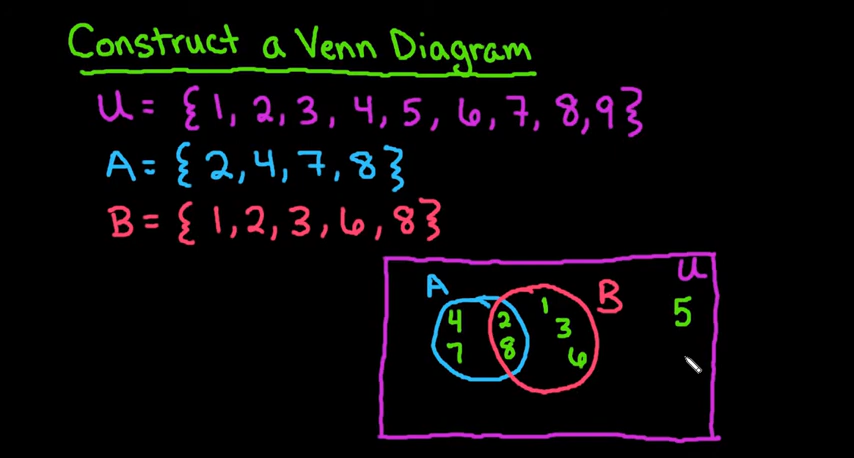 Construct a Venn Diagram
U = { 1, 2, 3, 4, 5, 6, 7, 8, 9 }
A = { 2, 4, 7, 8 }
B = { 1, 2, 3, 6, 8 }
U
A B
4 2 1 5
3
7 8 6